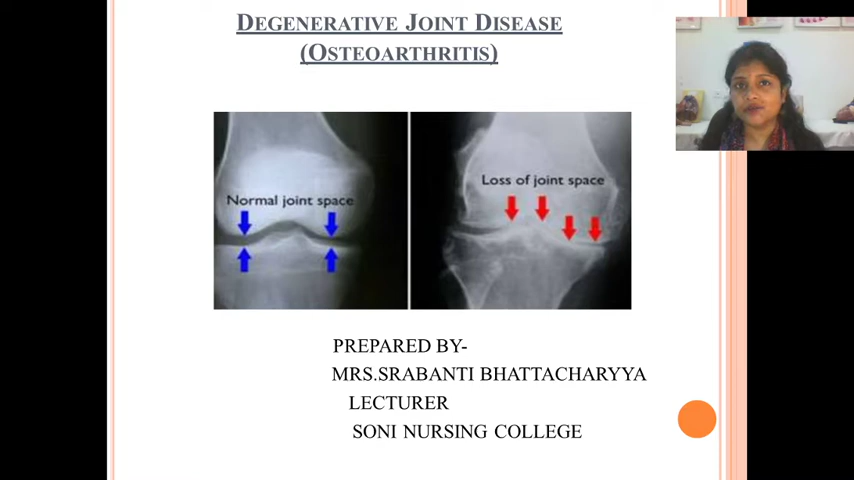 DEGENERATIVE JOINT DISEASE
(OSTEOARTHRITIS)
Normal joint space
Loss of joint space
PREPARED BY-
MRS.SRABANTI BHATTACHARYYA
LECTURER
SONI NURSING COLLEGE